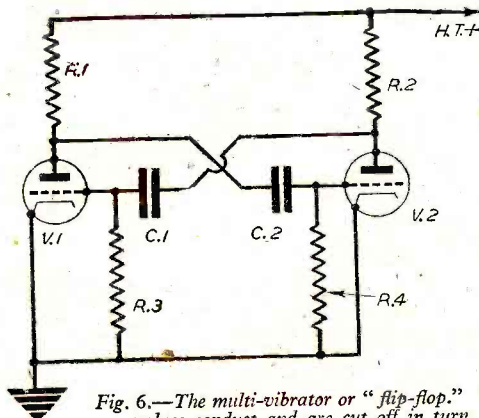 H.T.+
R.1
R.2
V.1
C.1
C.2
V.2
R.3
R.4
Fig. 6.—The multi-vibrator or “ flip-flop.”
conduct and are cut off in turn